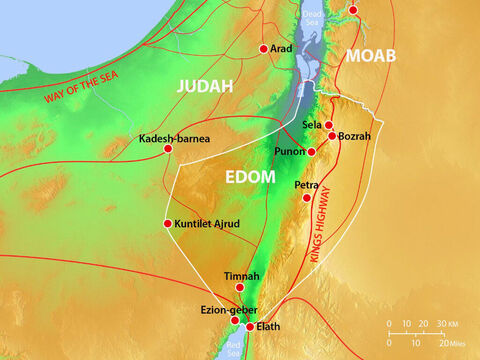 Dead
Sea
Arad
MOAB
WAY OF THE SEA
JUDAH
Sela
Bozrah
Kadesh-barnea
Punon
EDOM
Petra
KINGS HIGHWAY
Kuntilet Ajrud
Timnah
Ezion-geber
Elath
Red
Sea
0 10 20 30 KM
0 20 Miles